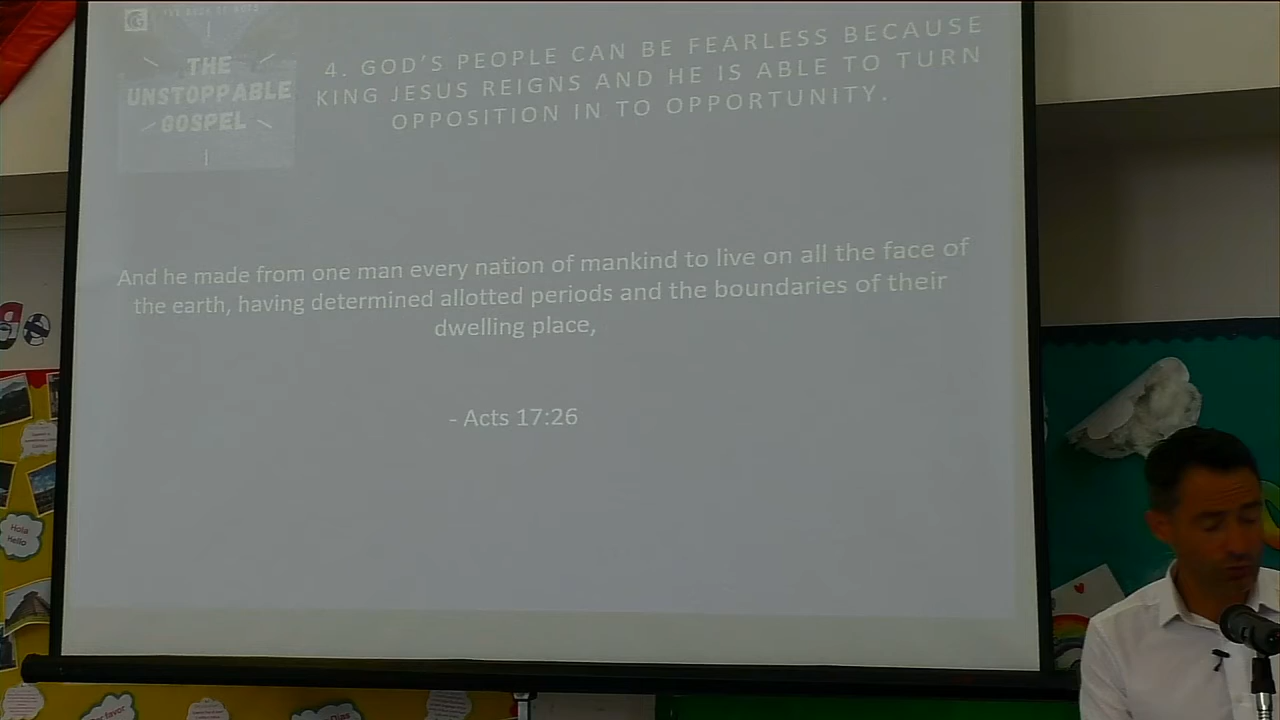 THE BOOK OF ACTS
THE
UNSTOPPABLE
GOSPEL
4. GOD'S PEOPLE CAN BE FEARLESS BECAUSE
KING JESUS REIGNS AND HE IS ABLE TO TURN
OPPOSITION IN TO OPPORTUNITY.
And he made from one man every nation of mankind to live on all the face of
the earth, having determined allotted periods and the boundaries of their
dwelling place,
- Acts 17:26
Hola
Hello